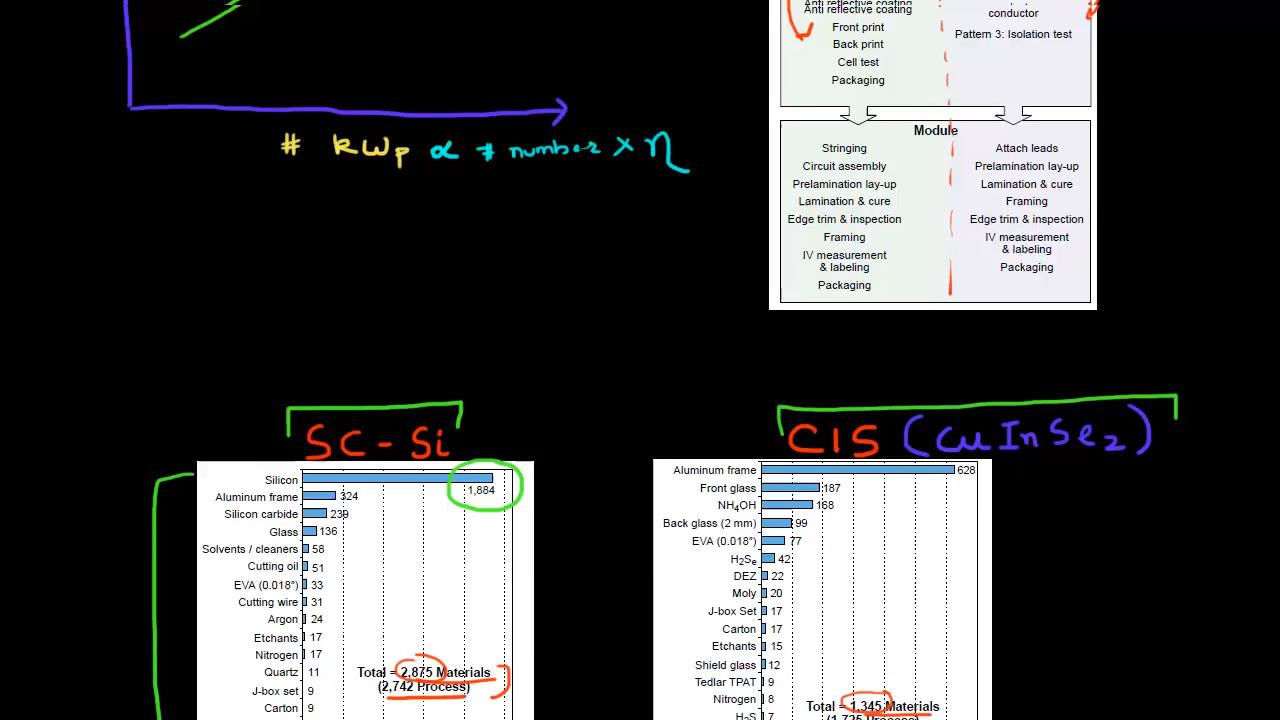 Anti reflective coating
Front print
Back print
Cell test
Packaging
conductor
Pattern 3: Isolation test
# kWp α # number × η
Module
Stringing
Circuit assembly
Prelamination lay-up
Lamination & cure
Edge trim & inspection
Framing
IV measurement
& labeling
Packaging
Attach leads
Prelamination lay-up
Lamination & cure
Framing
Edge trim & inspection
IV measurement
& labeling
Packaging
SC - Si
Silicon 1,884
Aluminum frame 324
Silicon carbide 239
Glass 136
Solvents / cleaners 58
Cutting oil 51
EVA (0.018") 33
Cutting wire 31
Argon 24
Etchants 17
Nitrogen 17
Quartz 11
J-box set 9
Carton 9
Total = 2,875 Materials
(2,742 Process)
CIS (CuInSe2)
Aluminum frame 628
Front glass 187
NH4OH 168
Back glass (2 mm) 99
EVA (0.018") 77
H2Se 42
DEZ 22
Moly 20
J-box Set 17
Carton 17
Etchants 15
Shield glass 12
Tedlar TPAT 9
Nitrogen 8
H2S 7
Total = 1,345 Materials
(1,725 Process)